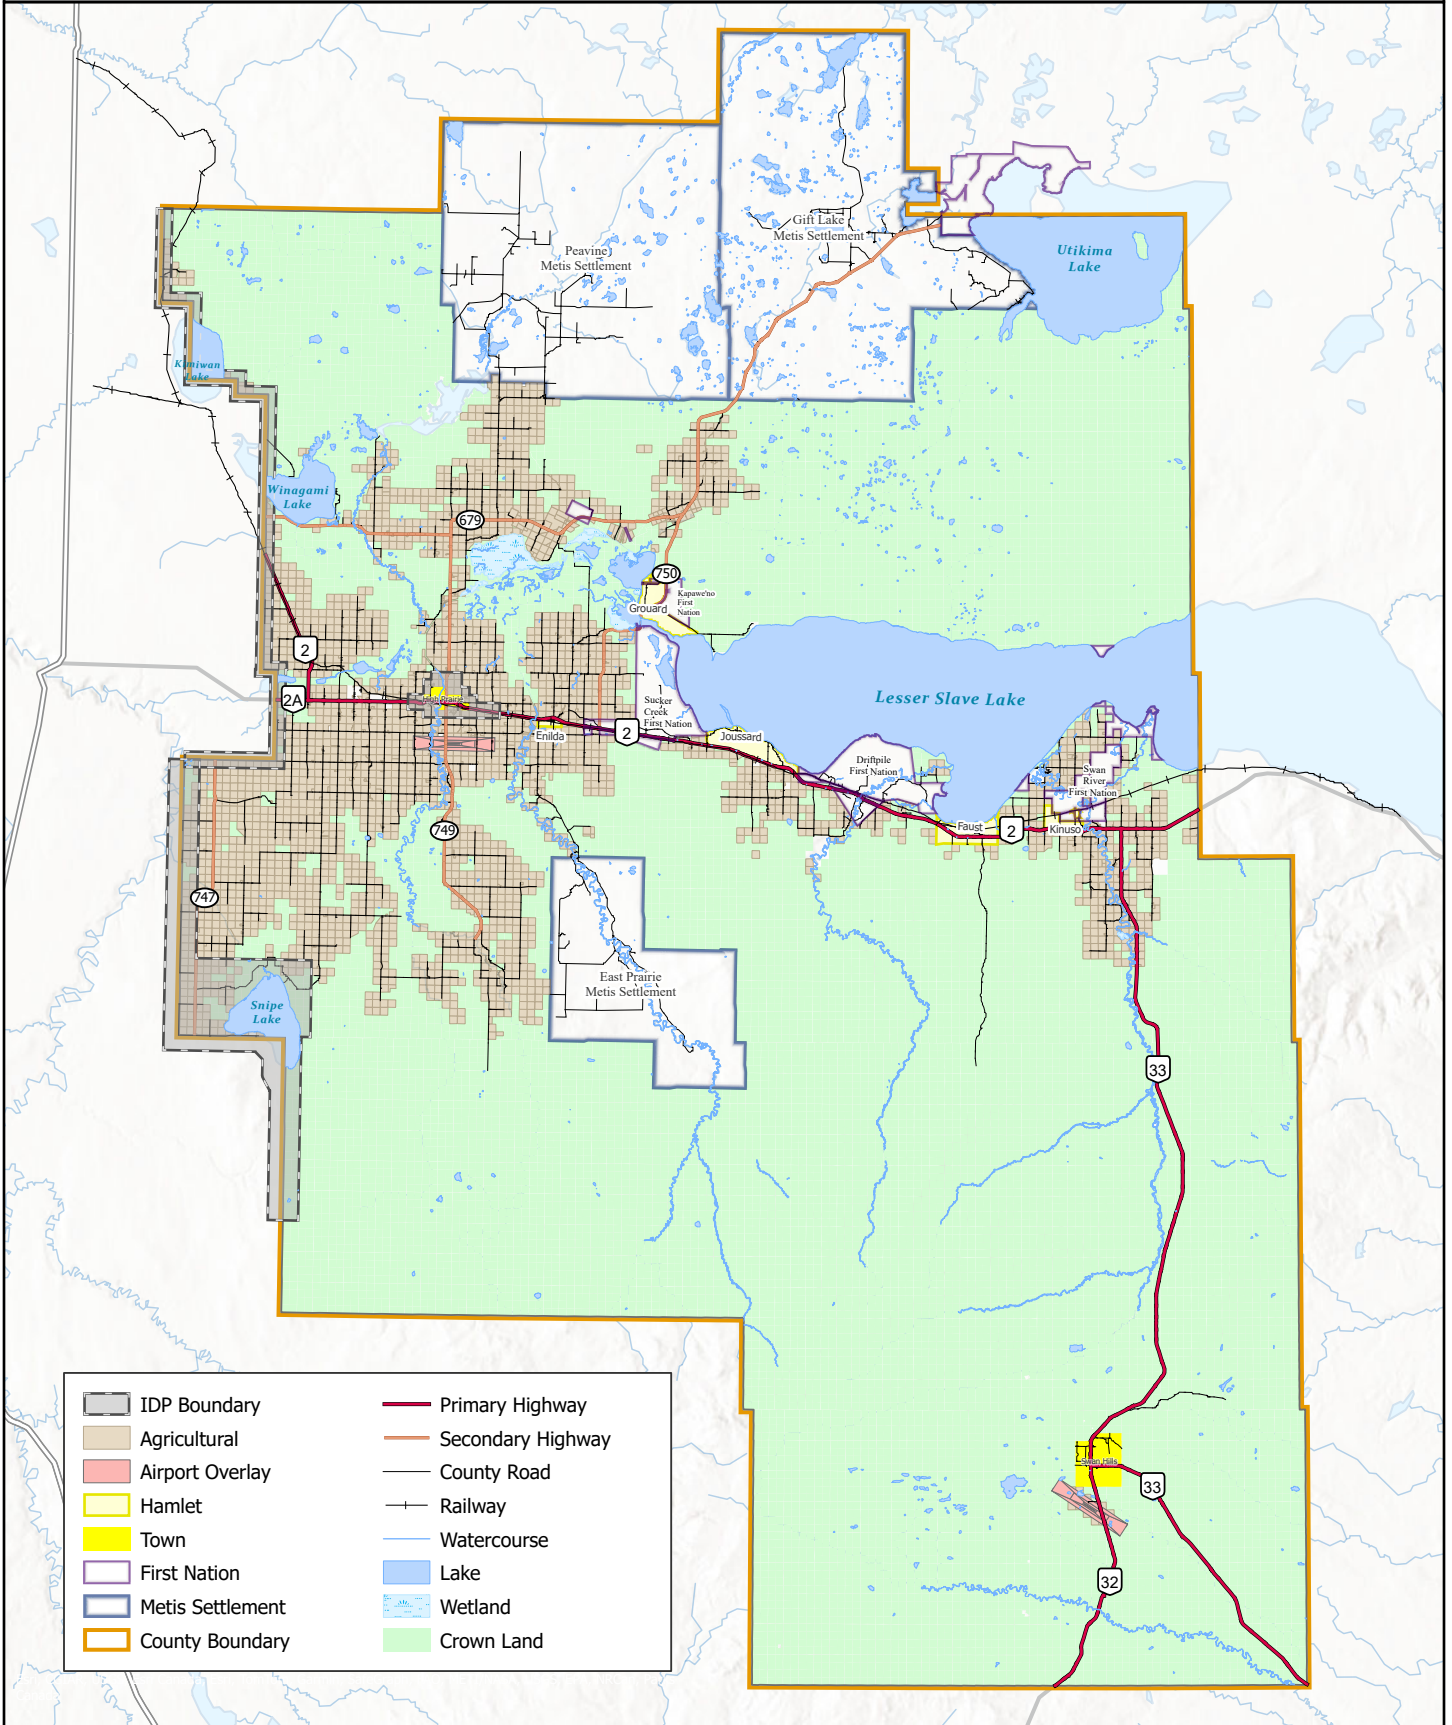 Gift Lake
Metis Settlement
Peavine
Metis Settlement
Utikima
Lake
Kimiwan
Lake
Winagami
Lake
679
750
Kapawe'no
First
Nation
Grouard
2
2A
High Prairie
Sucker
Creek
First Nation
Lesser Slave Lake
Enilda
2
Joussard
Driftpile
First Nation
Swan
River
First Nation
749
Faust
2
Kinuso
747
East Prairie
Metis Settlement
Snipe
Lake
33
Swan Hills
33
32
IDP Boundary
Agricultural
Airport Overlay
Hamlet
Town
First Nation
Metis Settlement
County Boundary
Primary Highway
Secondary Highway
County Road
Railway
Watercourse
Lake
Wetland
Crown Land